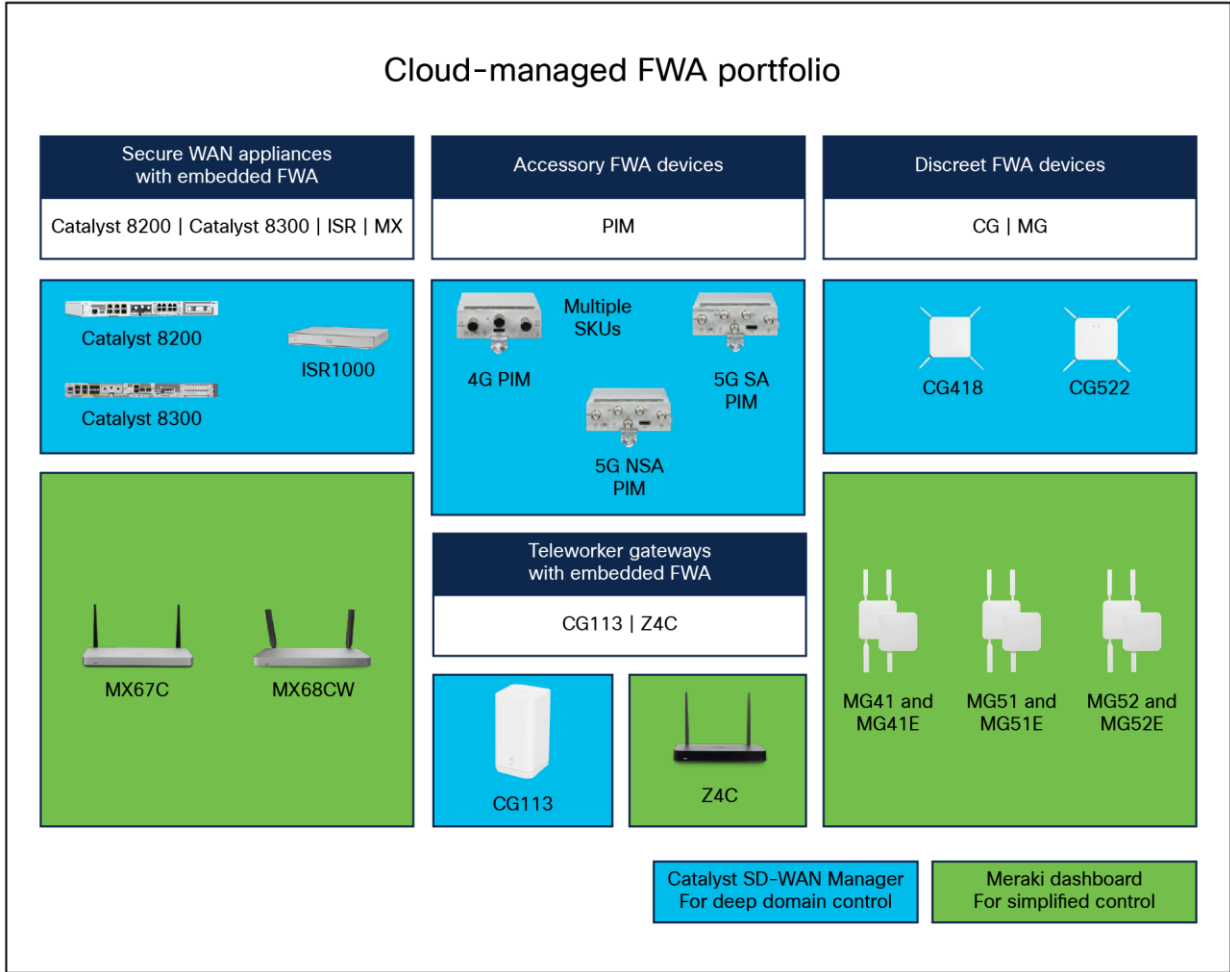 Cloud-managed FWA portfolio
Secure WAN appliances
with embedded FWA
Catalyst 8200 | Catalyst 8300 | ISR | MX
Catalyst 8200
ISR1000
Catalyst 8300
MX67C
MX68CW
Accessory FWA devices
PIM
Multiple
SKUs
4G PIM
5G SA
PIM
5G NSA
PIM
Teleworker gateways
with embedded FWA
CG113 | Z4C
CG113
Z4C
Discreet FWA devices
CG | MG
CG418
CG522
MG41 and
MG41E
MG51 and
MG51E
MG52 and
MG52E
Catalyst SD-WAN Manager
For deep domain control
Meraki dashboard
For simplified control